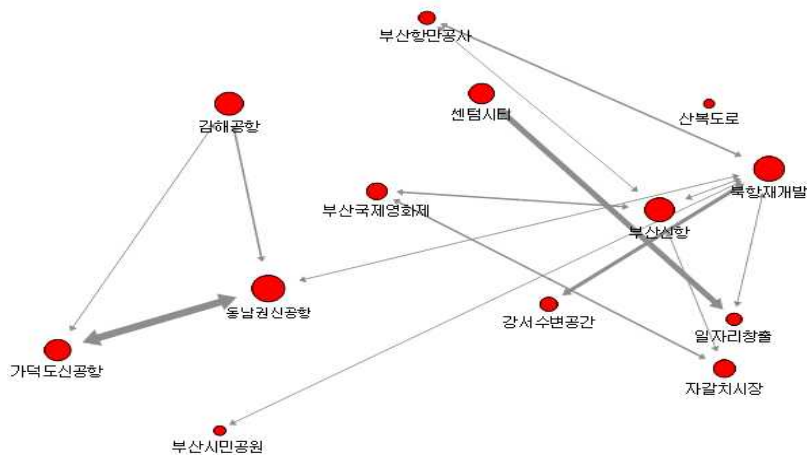 부산항만공사
센텀시티
산복도로
김해공항
북항재개발
부산국제영화제
부산신항
동남권신공항
강서수변공간
일자리창출
가덕도신공항
자갈치시장
부산시민공원